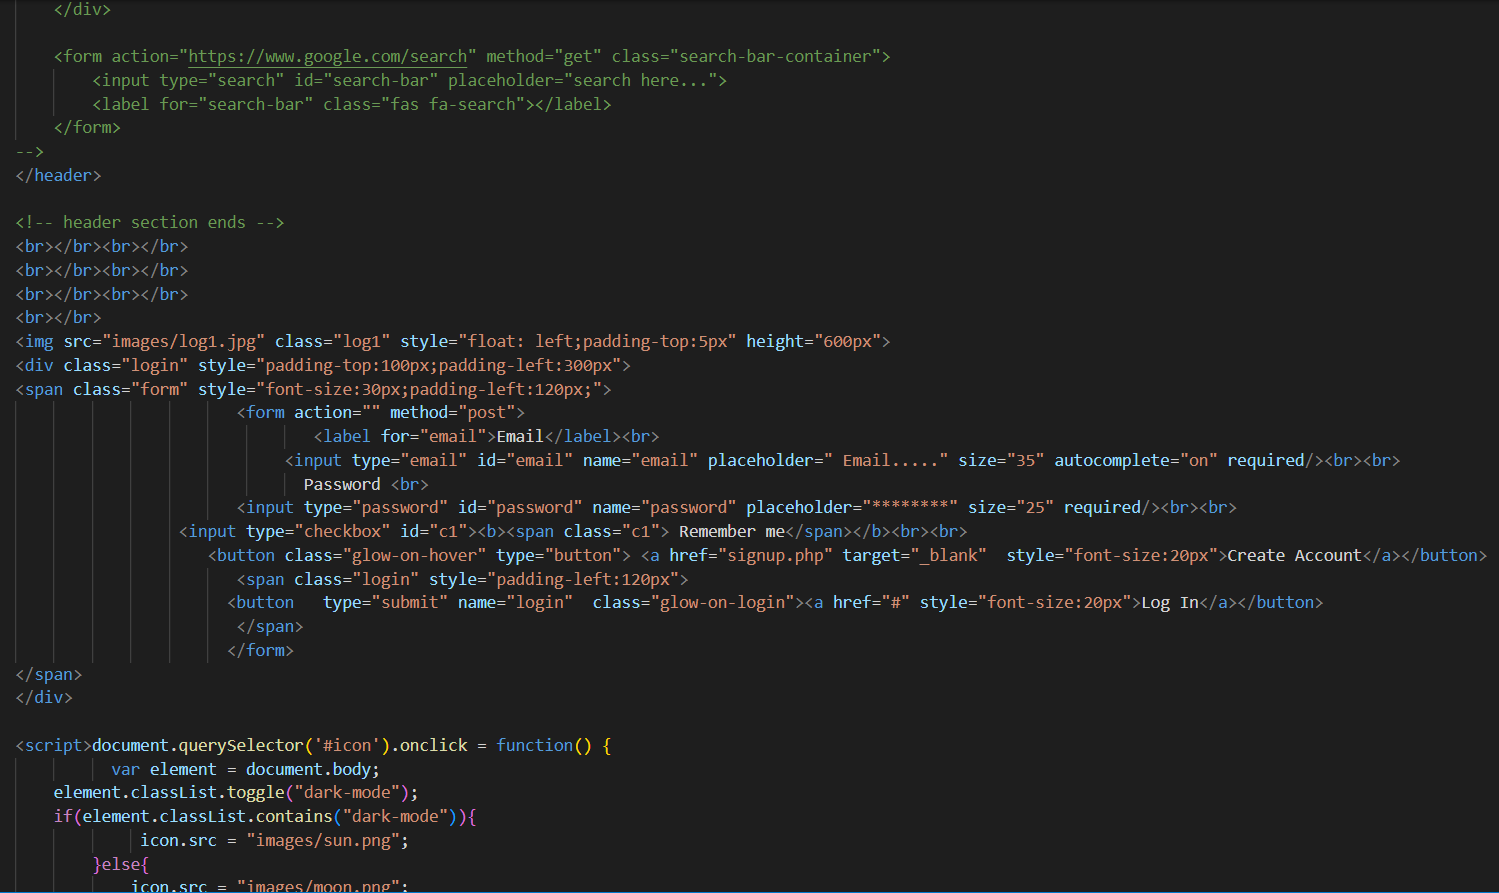 </div>
<form action="https://www.google.com/search" method="get" class="search-bar-container">
<input type="search" id="search-bar" placeholder="search here...">
<label for="search-bar" class="fas fa-search"></label>
</form>
-->
</header>
<!-- header section ends -->
<br></br><br></br>
<br></br><br></br>
<br></br><br></br>
<br></br>
<img src="images/log1.jpg" class="log1" style="float: left;padding-top:5px" height="600px">
<div class="login" style="padding-top:100px;padding-left:300px">
<span class="form" style="font-size:30px;padding-left:120px;">
<form action="" method="post">
<label for="email">Email</label><br>
<input type="email" id="email" name="email" placeholder=" Email....." size="35" autocomplete="on" required/><br><br>
Password <br>
<input type="password" id="password" name="password" placeholder="********" size="25" required/><br><br>
<input type="checkbox" id="c1"><b><span class="c1"> Remember me</span></b><br><br>
<button class="glow-on-hover" type="button"> <a href="signup.php" target="_blank"  style="font-size:20px">Create Account</a></button>
<span class="login" style="padding-left:120px">
<button   type="submit" name="login"  class="glow-on-login"><a href="#" style="font-size:20px">Log In</a></button>
</span>
</form>
</span>
</div>
<script>document.querySelector('#icon').onclick = function() {
var element = document.body;
element.classList.toggle("dark-mode");
if(element.classList.contains("dark-mode")){
icon.src = "images/sun.png";
}else{
icon.src = "images/moon.png";